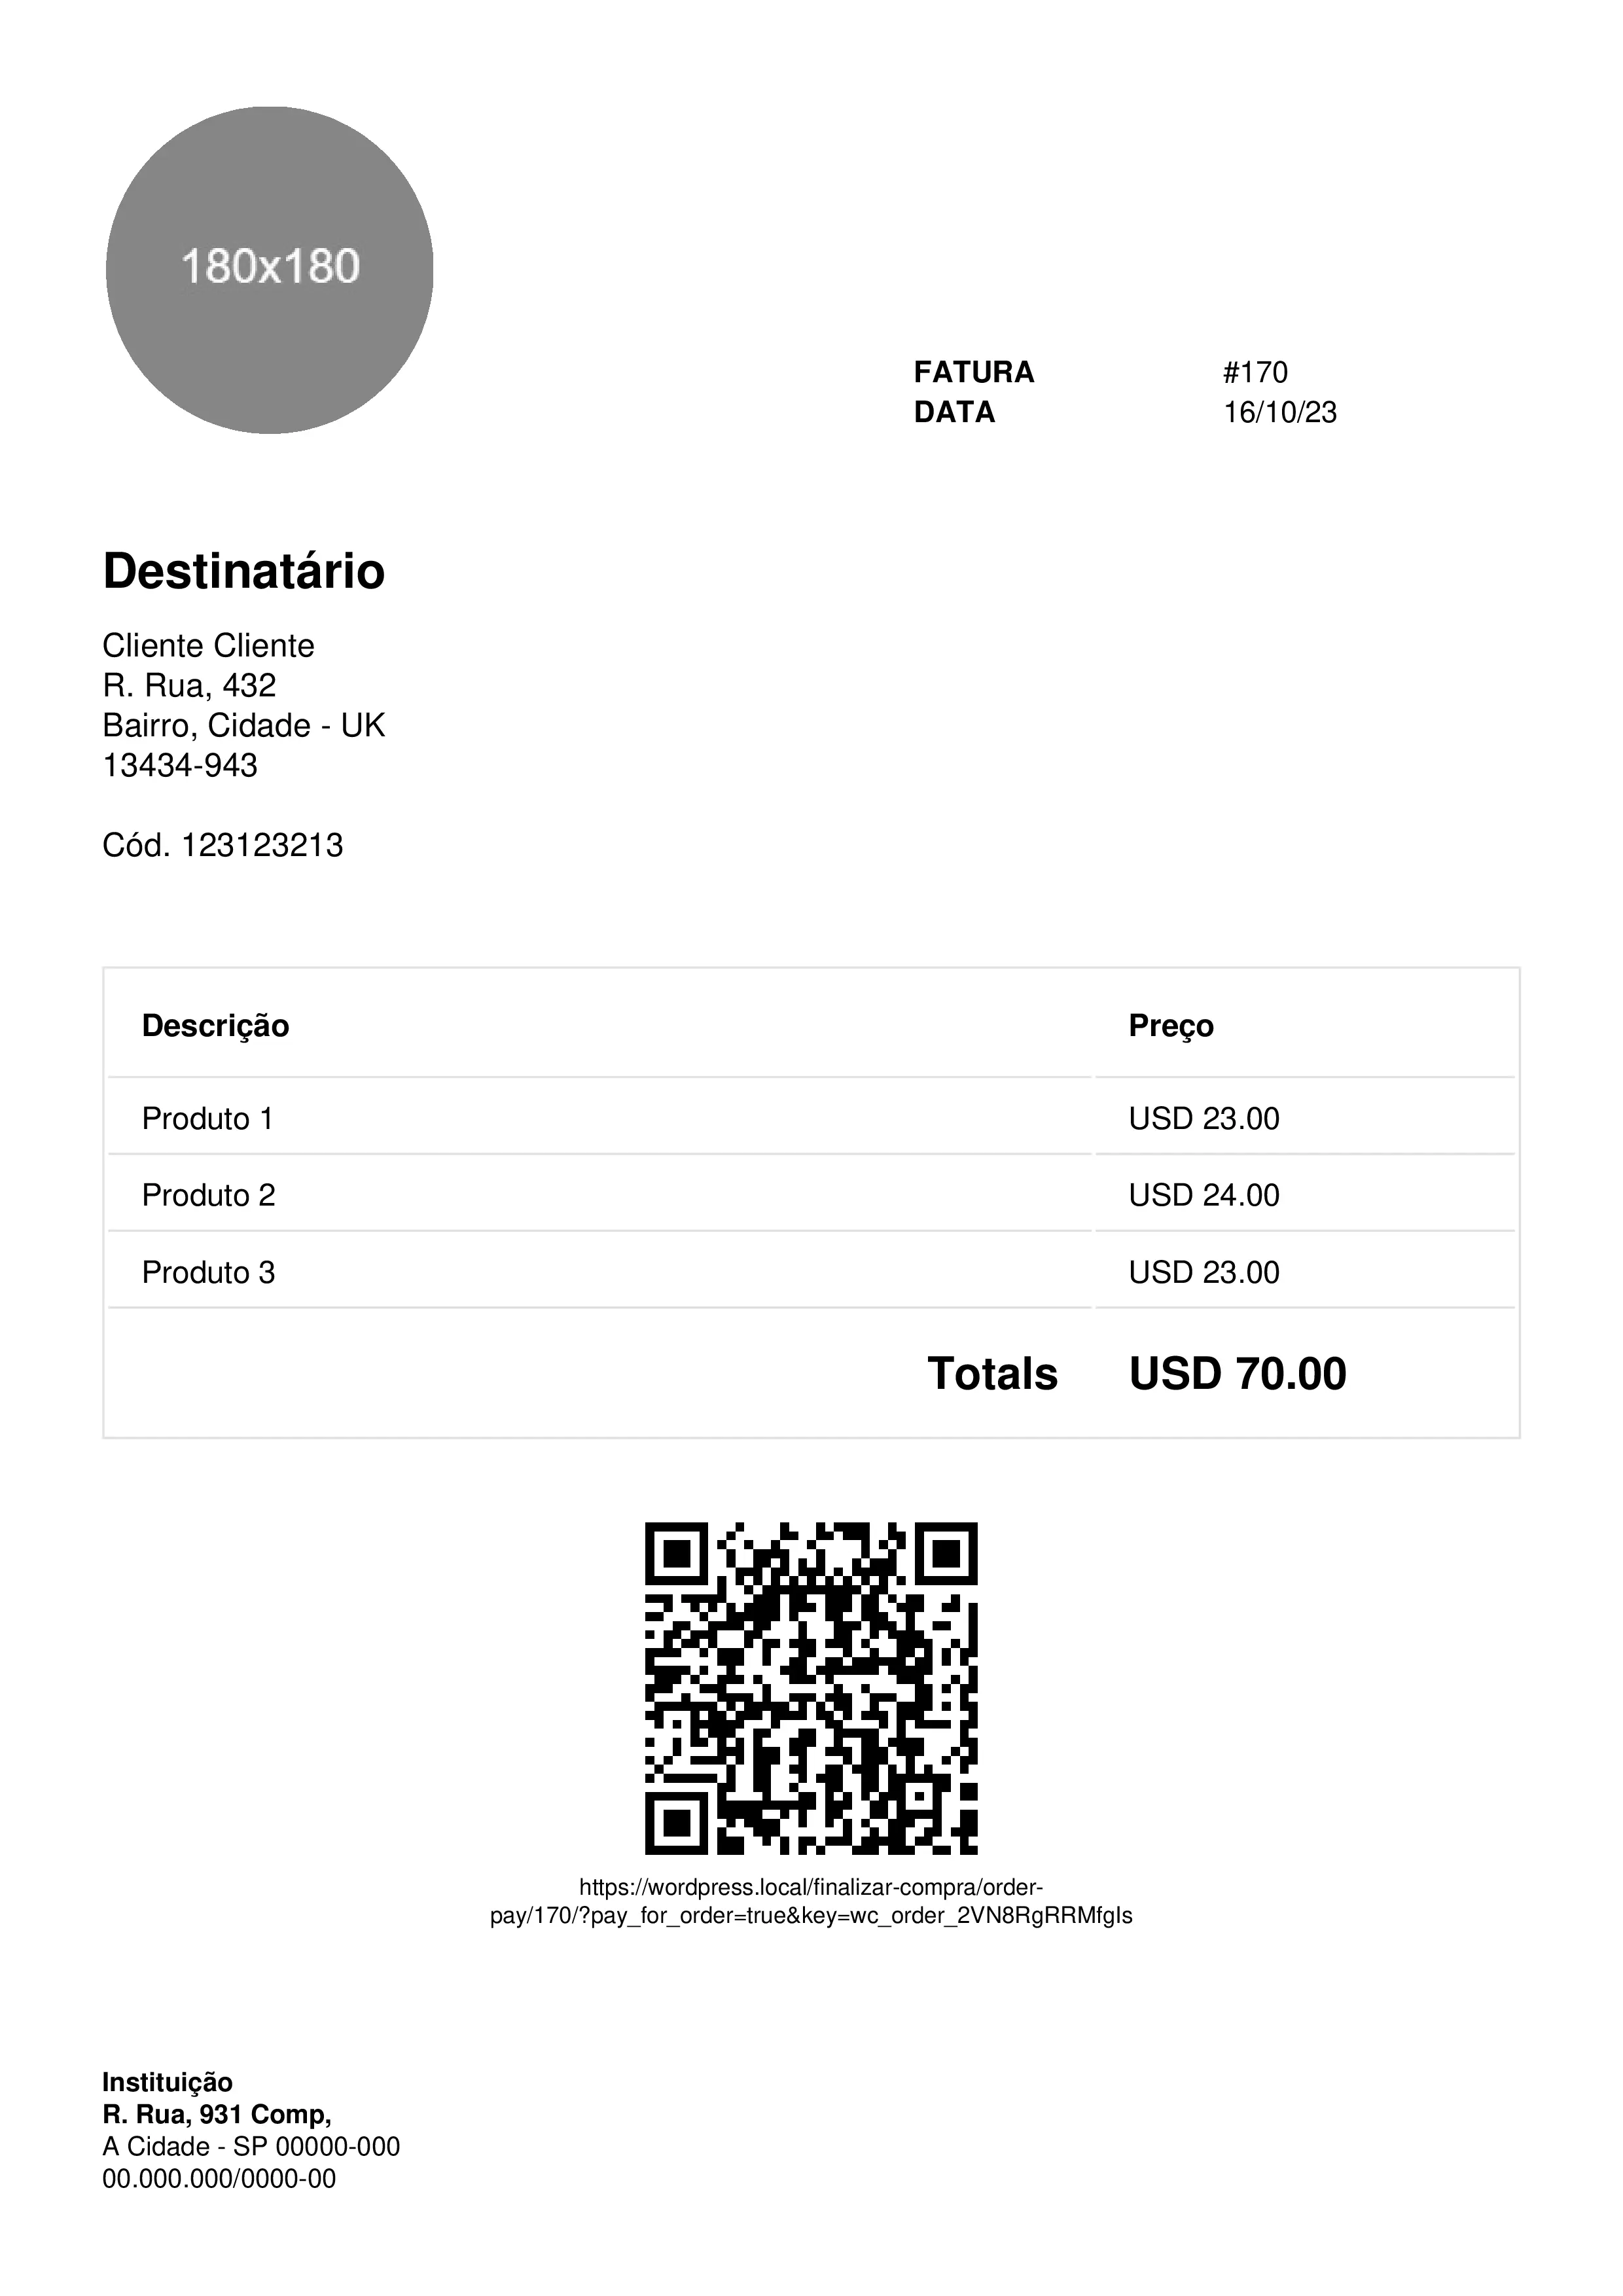 180x180
FATURA #170
DATA 16/10/23
Destinatário
Cliente Cliente
R. Rua, 432
Bairro, Cidade - UK
13434-943
Cód. 123123213
Descrição Preço
Produto 1 USD 23.00
Produto 2 USD 24.00
Produto 3 USD 23.00
Totals USD 70.00
https://wordpress.local/finalizar-compra/order-
pay/170/?pay_for_order=true&key=wc_order_2VN8RgRRMfgIs
Instituição
R. Rua, 931 Comp,
A Cidade - SP 00000-000
00.000.000/0000-00